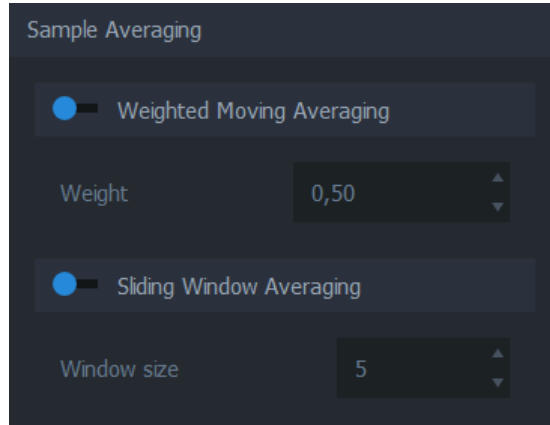 Sample Averaging
Weighted Moving Averaging
Weight 0,50
Sliding Window Averaging
Window size 5